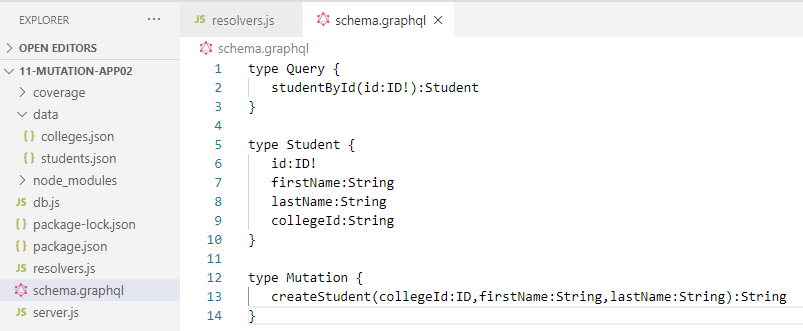 EXPLORER
...
OPEN EDITORS
11-MUTATION-APP02
coverage
data
{} colleges.json
{} students.json
node_modules
JS db.js
{} package-lock.json
{} package.json
JS resolvers.js
schema.graphql
JS server.js
JS resolvers.js
schema.graphql ×
schema.graphql
1 type Query {
2 studentById(id:ID!):Student
3 }
4
5 type Student {
6 id:ID!
7 firstName:String
8 lastName:String
9 collegeId:String
10 }
11
12 type Mutation {
13 createStudent(collegeId:ID,firstName:String,lastName:String):String
14 }